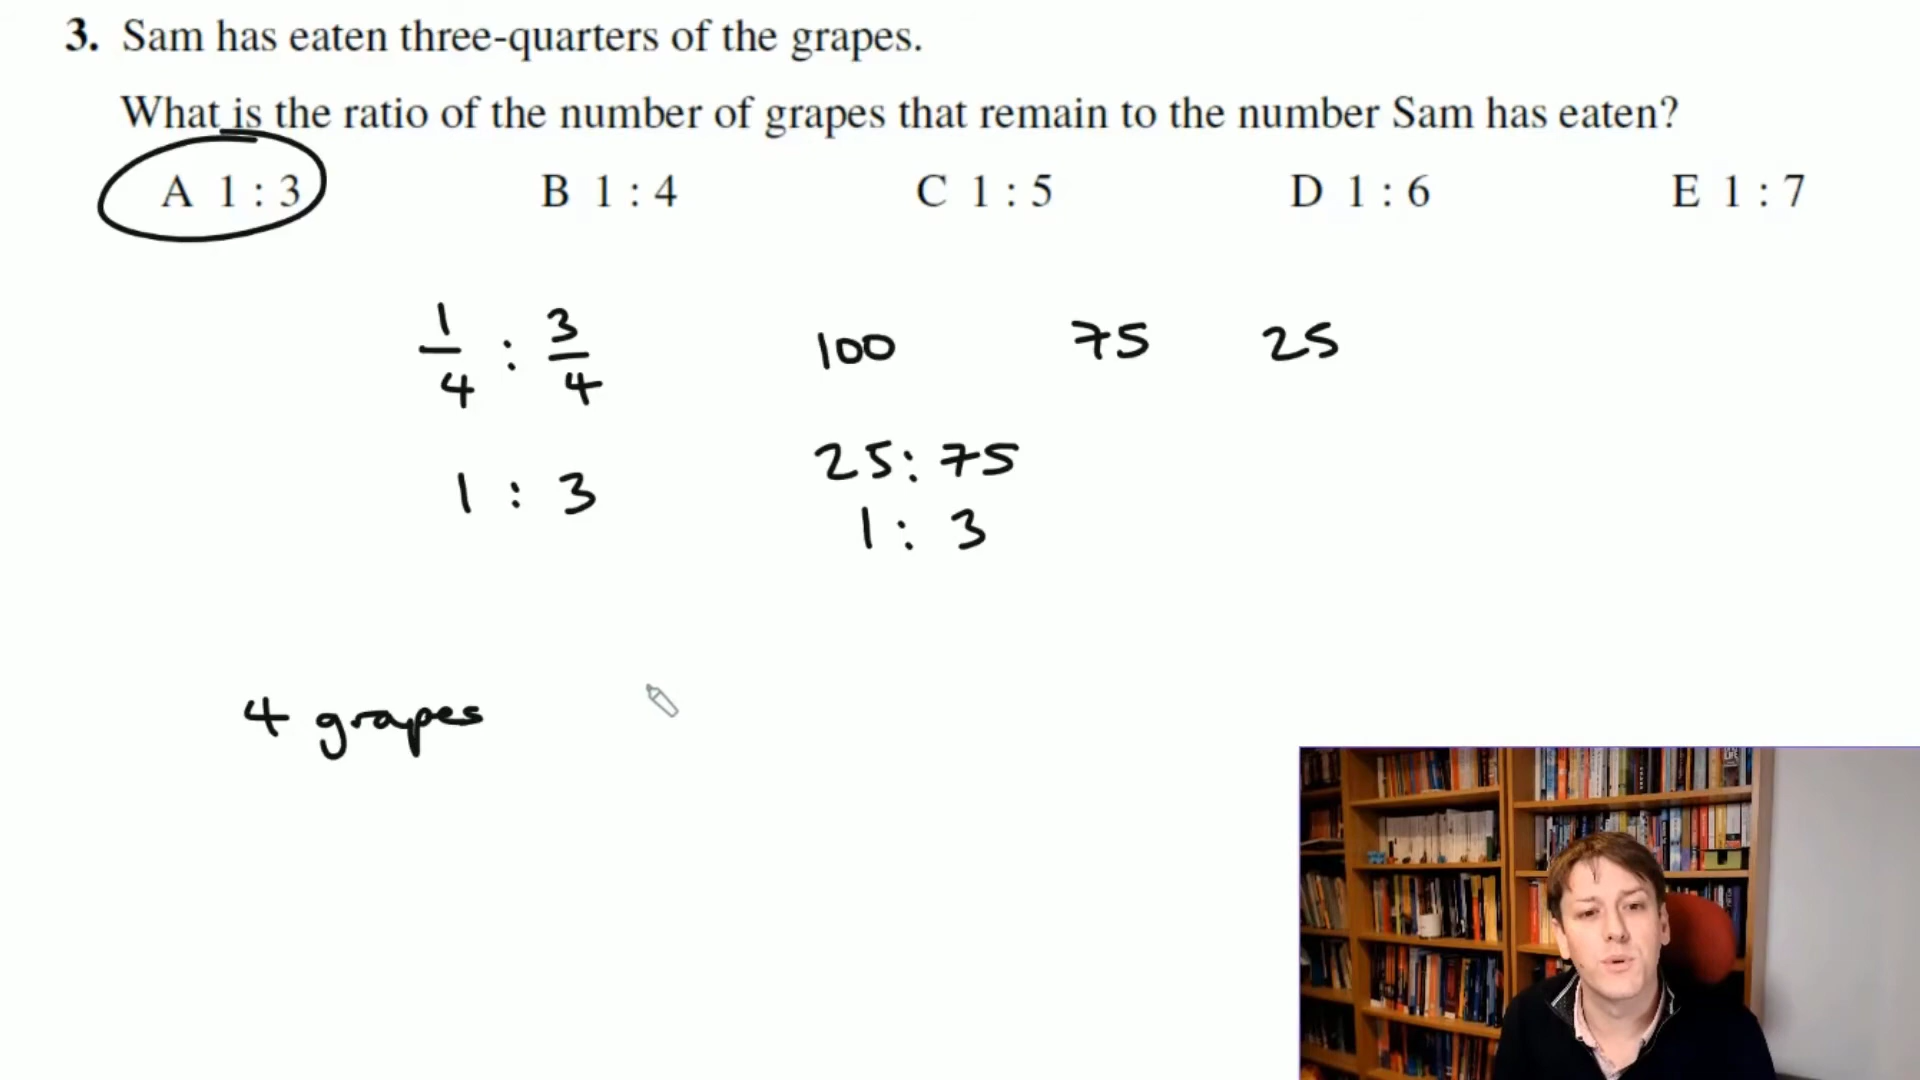 3. Sam has eaten three-quarters of the grapes.
What is the ratio of the number of grapes that remain to the number Sam has eaten?
A 1 : 3 B 1 : 4 C 1 : 5 D 1 : 6 E 1 : 7
1/4 : 3/4
1 : 3
100 75 25
25 : 75
1 : 3
4 grapes